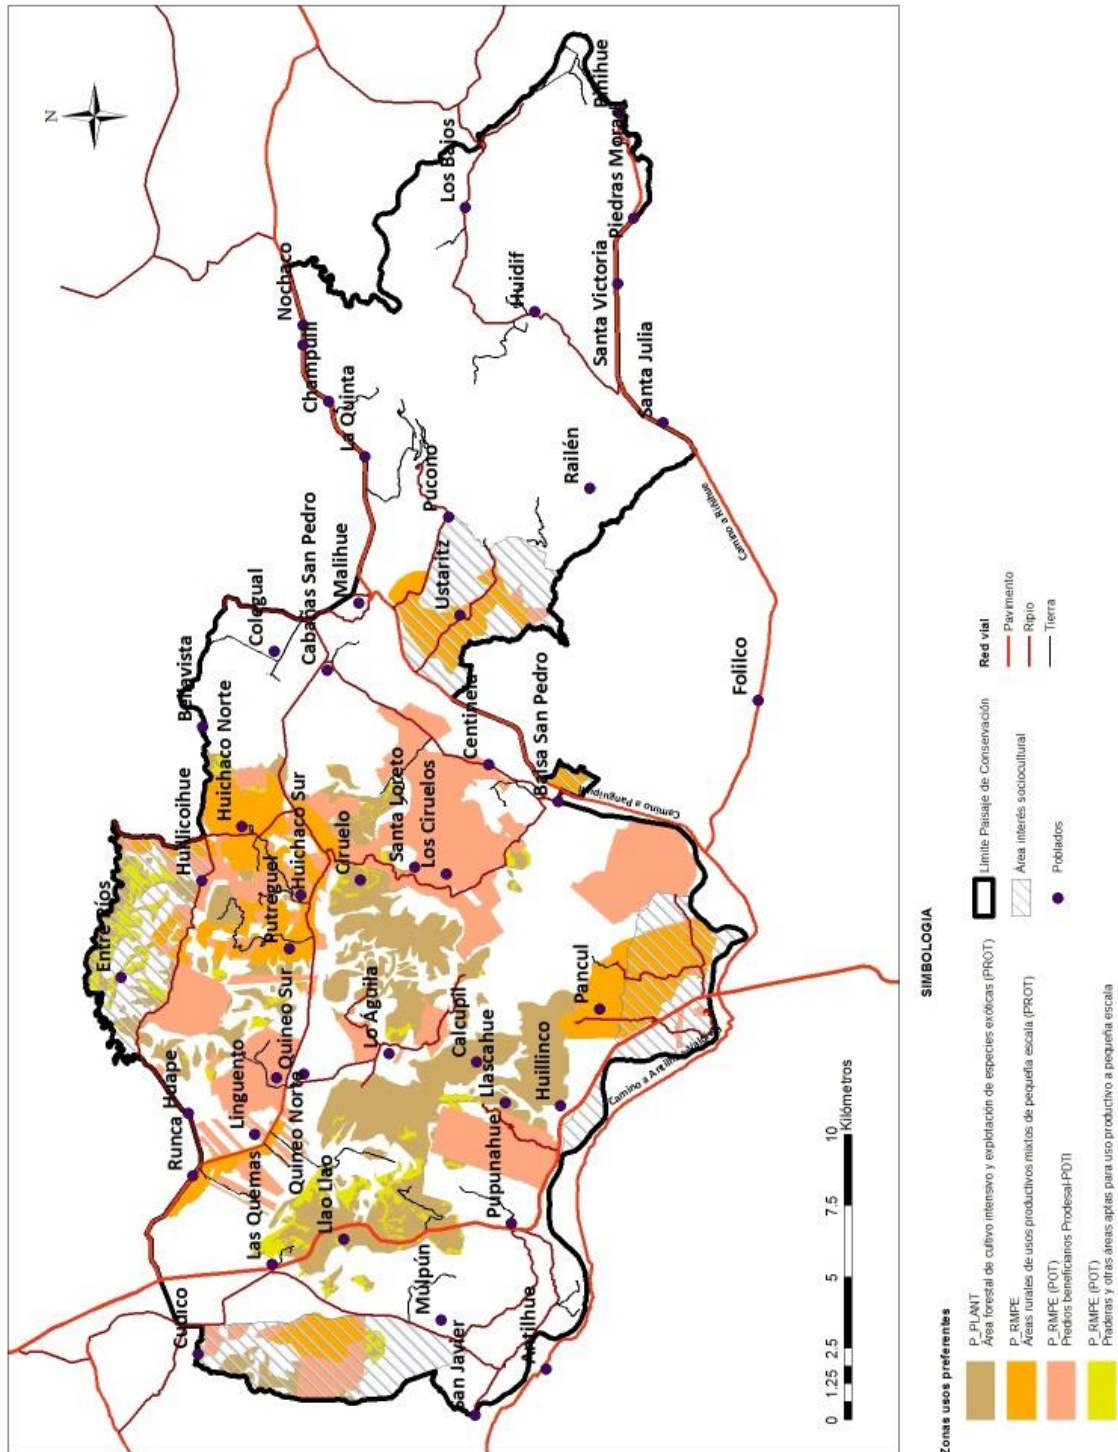 N
Riñihue
Piedras Moras
Los Bajos
Huidif
Santa Victoria
Santa Julia
Nochaco
Champulli
La Quinta
Púcono
Railén
Cabañas San Pedro
Malihue
Ustaritz
Colegual
Bellavista
Huichaco Norte
Huillicoihue
Huichaco Sur
Putreguel
Ciruelo
Santa Loreto
Los Ciruelos
Centinela
Balsa San Pedro
Folilco
Camino a Riñihue
Camino a Panguipulli
Entre Ríos
Quineo Sur
Lo Águila
Calcupil
Pancul
Runca Huape
Linguento
Quineo Norte
Llascahue
Huillinco
Las Quemas
Llao Llao
Pupunahue
Cudico
Múlpún
San Javier
Antilhue
0 1.25 2.5 5 7.5 10
Kilómetros
SIMBOLOGIA
Zonas usos preferentes
P_PLANT
Área forestal de cultivo intensivo y explotación de especies exóticas (PROT)
P_RMPE
Áreas rurales de usos productivos mixtos de pequeña escala (PROT)
P_RMPE (POT)
Predios beneficiarios Prodesal-PDTI
P_RMPE (POT)
Praderas y otras áreas aptas para uso productivo a pequeña escala
Límite Paisaje de Conservación
Área interés sociocultural
Poblados
Red vial
Pavimento
Ripio
Tierra